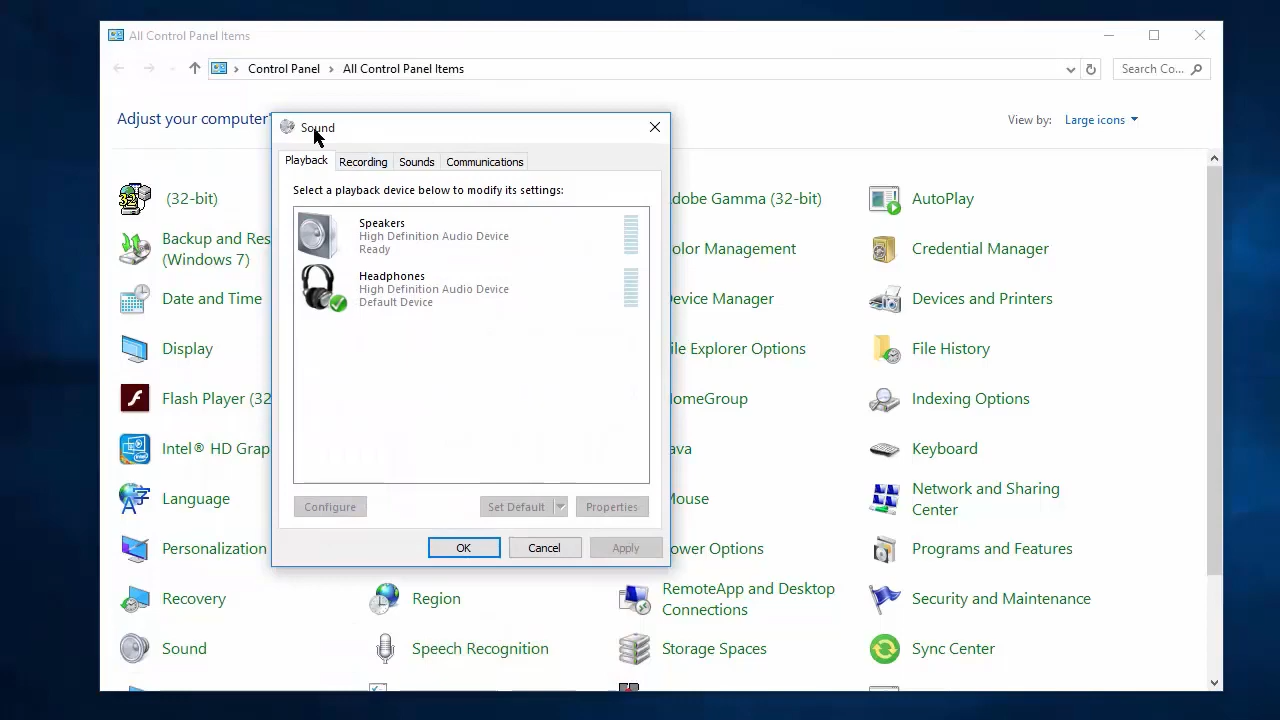 All Control Panel Items
Control Panel > All Control Panel Items
Search Co...
Adjust your computer'
View by: Large icons
Sound
Playback Recording Sounds Communications
Select a playback device below to modify its settings:
Speakers
High Definition Audio Device
Ready
Headphones
High Definition Audio Device
Default Device
Configure Set Default Properties
OK Cancel Apply
32
(32-bit)
dobe Gamma (32-bit)
AutoPlay
Backup and Res
(Windows 7)
olor Management
Credential Manager
Date and Time
evice Manager
Devices and Printers
Display
ile Explorer Options
File History
Flash Player (32
omeGroup
Indexing Options
Intel® HD Grap
ava
Keyboard
Language
Mouse
Network and Sharing
Center
Personalization
ower Options
Programs and Features
Recovery
Region
RemoteApp and Desktop
Connections
Security and Maintenance
Sound
Speech Recognition
Storage Spaces
Sync Center